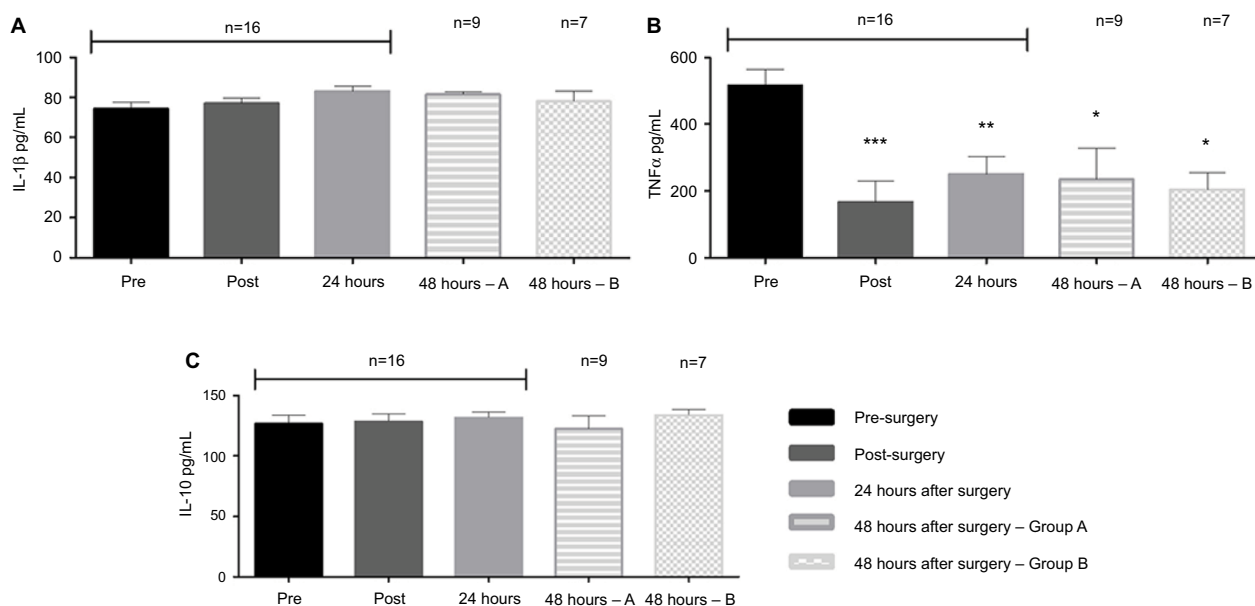 A
n=16
n=9
n=7
IL-1β pg/mL
100
80
60
40
20
0
Pre
Post
24 hours
48 hours – A
48 hours – B
B
n=16
n=9
n=7
TNFα pg/mL
600
400
200
0
***
**
*
*
Pre
Post
24 hours
48 hours – A
48 hours – B
C
n=16
n=9
n=7
IL-10 pg/mL
150
100
50
0
Pre
Post
24 hours
48 hours – A
48 hours – B
Pre-surgery
Post-surgery
24 hours after surgery
48 hours after surgery – Group A
48 hours after surgery – Group B